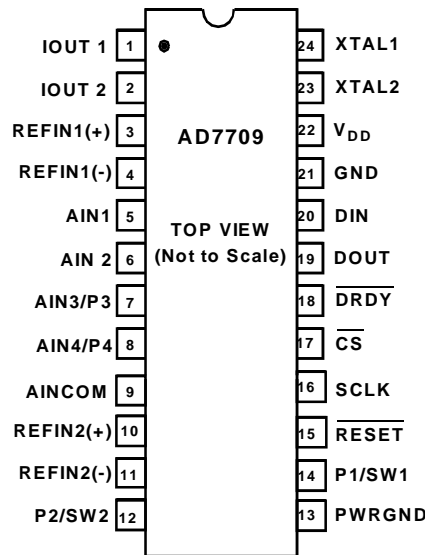 IOUT 1 1 24 XTAL1
IOUT 2 2 23 XTAL2
REFIN1(+) 3 AD7709 22 VDD
REFIN1(-) 4 21 GND
AIN1 5 TOP VIEW 20 DIN
AIN 2 6 (Not to Scale) 19 DOUT
AIN3/P3 7 18 DRDY
AIN4/P4 8 17 CS
AINCOM 9 16 SCLK
REFIN2(+) 10 15 RESET
REFIN2(-) 11 14 P1/SW1
P2/SW2 12 13 PWRGND